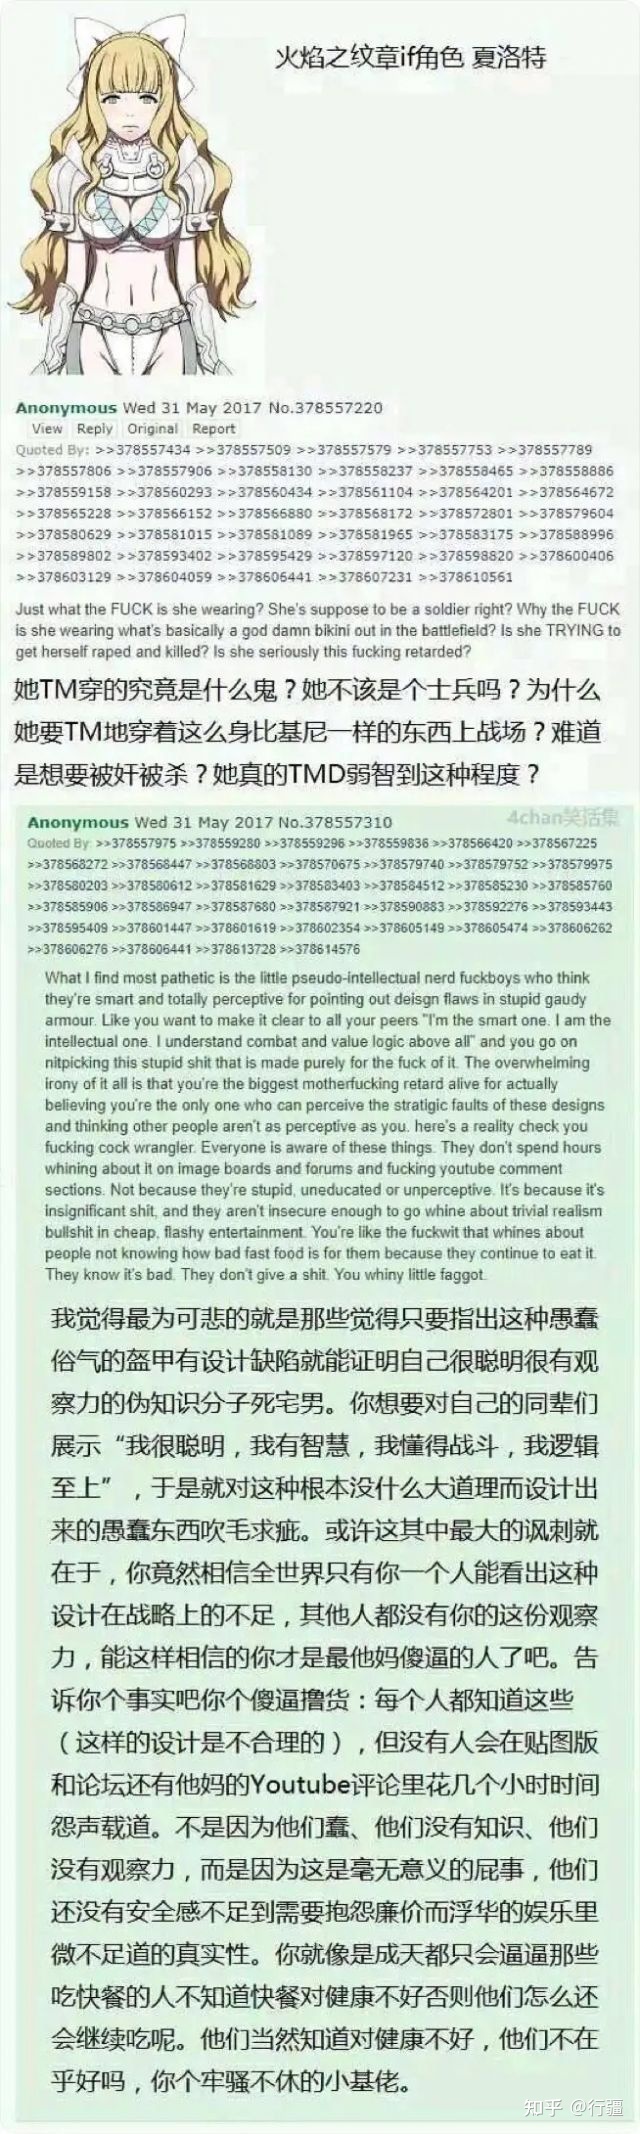 火焰之纹章if角色 夏洛特
Anonymous Wed 31 May 2017 No.378557220
View Reply Original Report
Quoted By: >>378557434 >>378557509 >>378557579 >>378557753 >>378557789
>>378557806 >>378557906 >>378558130 >>378558237 >>378558465 >>378558886
>>378559158 >>378560293 >>378560434 >>378561104 >>378564201 >>378564672
>>378565228 >>378566152 >>378566880 >>378568172 >>378572801 >>378579604
>>378580629 >>378581015 >>378581089 >>378581965 >>378583175 >>378588996
>>378589802 >>378593402 >>378595429 >>378597120 >>378598820 >>378600406
>>378603129 >>378604059 >>378606441 >>378607231 >>378610561
Just what the FUCK is she wearing? She's suppose to be a soldier right? Why the FUCK
is she wearing what's basically a god damn bikini out in the battlefield? Is she TRYING to
get herself raped and killed? Is she seriously this fucking retarded?
她TM穿的究竟是什么鬼？她不该是个士兵吗？为什么
她要TM地穿着这么身比基尼一样的东西上战场？难道
是想要被奸被杀？她真的TMD弱智到这种程度？
4chan笑话集
Anonymous Wed 31 May 2017 No.378557310
Quoted By: >>378557975 >>378559280 >>378559296 >>378559836 >>378566420 >>378567225
>>378568272 >>378568447 >>378568803 >>378570675 >>378579740 >>378579752 >>378579975
>>378580203 >>378580612 >>378581629 >>378583403 >>378584512 >>378585230 >>378585760
>>378585906 >>378586947 >>378587680 >>378587921 >>378590883 >>378592276 >>378593443
>>378595409 >>378601447 >>378601619 >>378602354 >>378605149 >>378605474 >>378606262
>>378606276 >>378606441 >>378613728 >>378614576
What I find most pathetic is the little pseudo-intellectual nerd fuckboys who think
they're smart and totally perceptive for pointing out deisgn flaws in stupid gaudy
armour. Like you want to make it clear to all your peers "I'm the smart one. I am the
intellectual one. I understand combat and value logic above all" and you go on
nitpicking this stupid shit that is made purely for the fuck of it. The overwhelming
irony of it all is that you're the biggest motherfucking retard alive for actually
believing you're the only one who can perceive the stratigic faults of these designs
and thinking other people aren't as perceptive as you. here's a reality check you
fucking cock wrangler. Everyone is aware of these things. They don't spend hours
whining about it on image boards and forums and fucking youtube comment
sections. Not because they're stupid, uneducated or unperceptive. It's because it's
insignificant shit, and they aren't insecure enough to go whine about trivial realism
bullshit in cheap, flashy entertainment. You're like the fuckwit that whines about
people not knowing how bad fast food is for them because they continue to eat it.
They know it's bad. They don't give a shit. You whiny little faggot.
我觉得最为可悲的就是那些觉得只要指出这种愚蠢
俗气的盔甲有设计缺陷就能证明自己很聪明很有观
察力的伪知识分子死宅男。你想要对自己的同辈们
展示“我很聪明，我有智慧，我懂得战斗，我逻辑
至上”，于是就对这种根本没什么大道理而设计出
来的愚蠢东西吹毛求疵。或许这其中最大的讽刺就
在于，你竟然相信全世界只有你一个人能看出这种
设计在战略上的不足，其他人都没有你的这份观察
力，能这样相信的你才是最他妈傻逼的人了吧。告
诉你个事实吧你个傻逼撸货：每个人都知道这些
（这样的设计是不合理的），但没有人会在贴图版
和论坛还有他妈的Youtube评论里花几个小时时间
怨声载道。不是因为他们蠢、他们没有知识、他们
没有观察力，而是因为这是毫无意义的屁事，他们
还没有安全感不足到需要抱怨廉价而浮华的娱乐里
微不足道的真实性。你就像是成天都只会逼逼那些
吃快餐的人不知道快餐对健康不好否则他们怎么还
会继续吃呢。他们当然知道对健康不好，他们不在
乎好吗，你个牢骚不休的小基佬。
知乎 @行疆